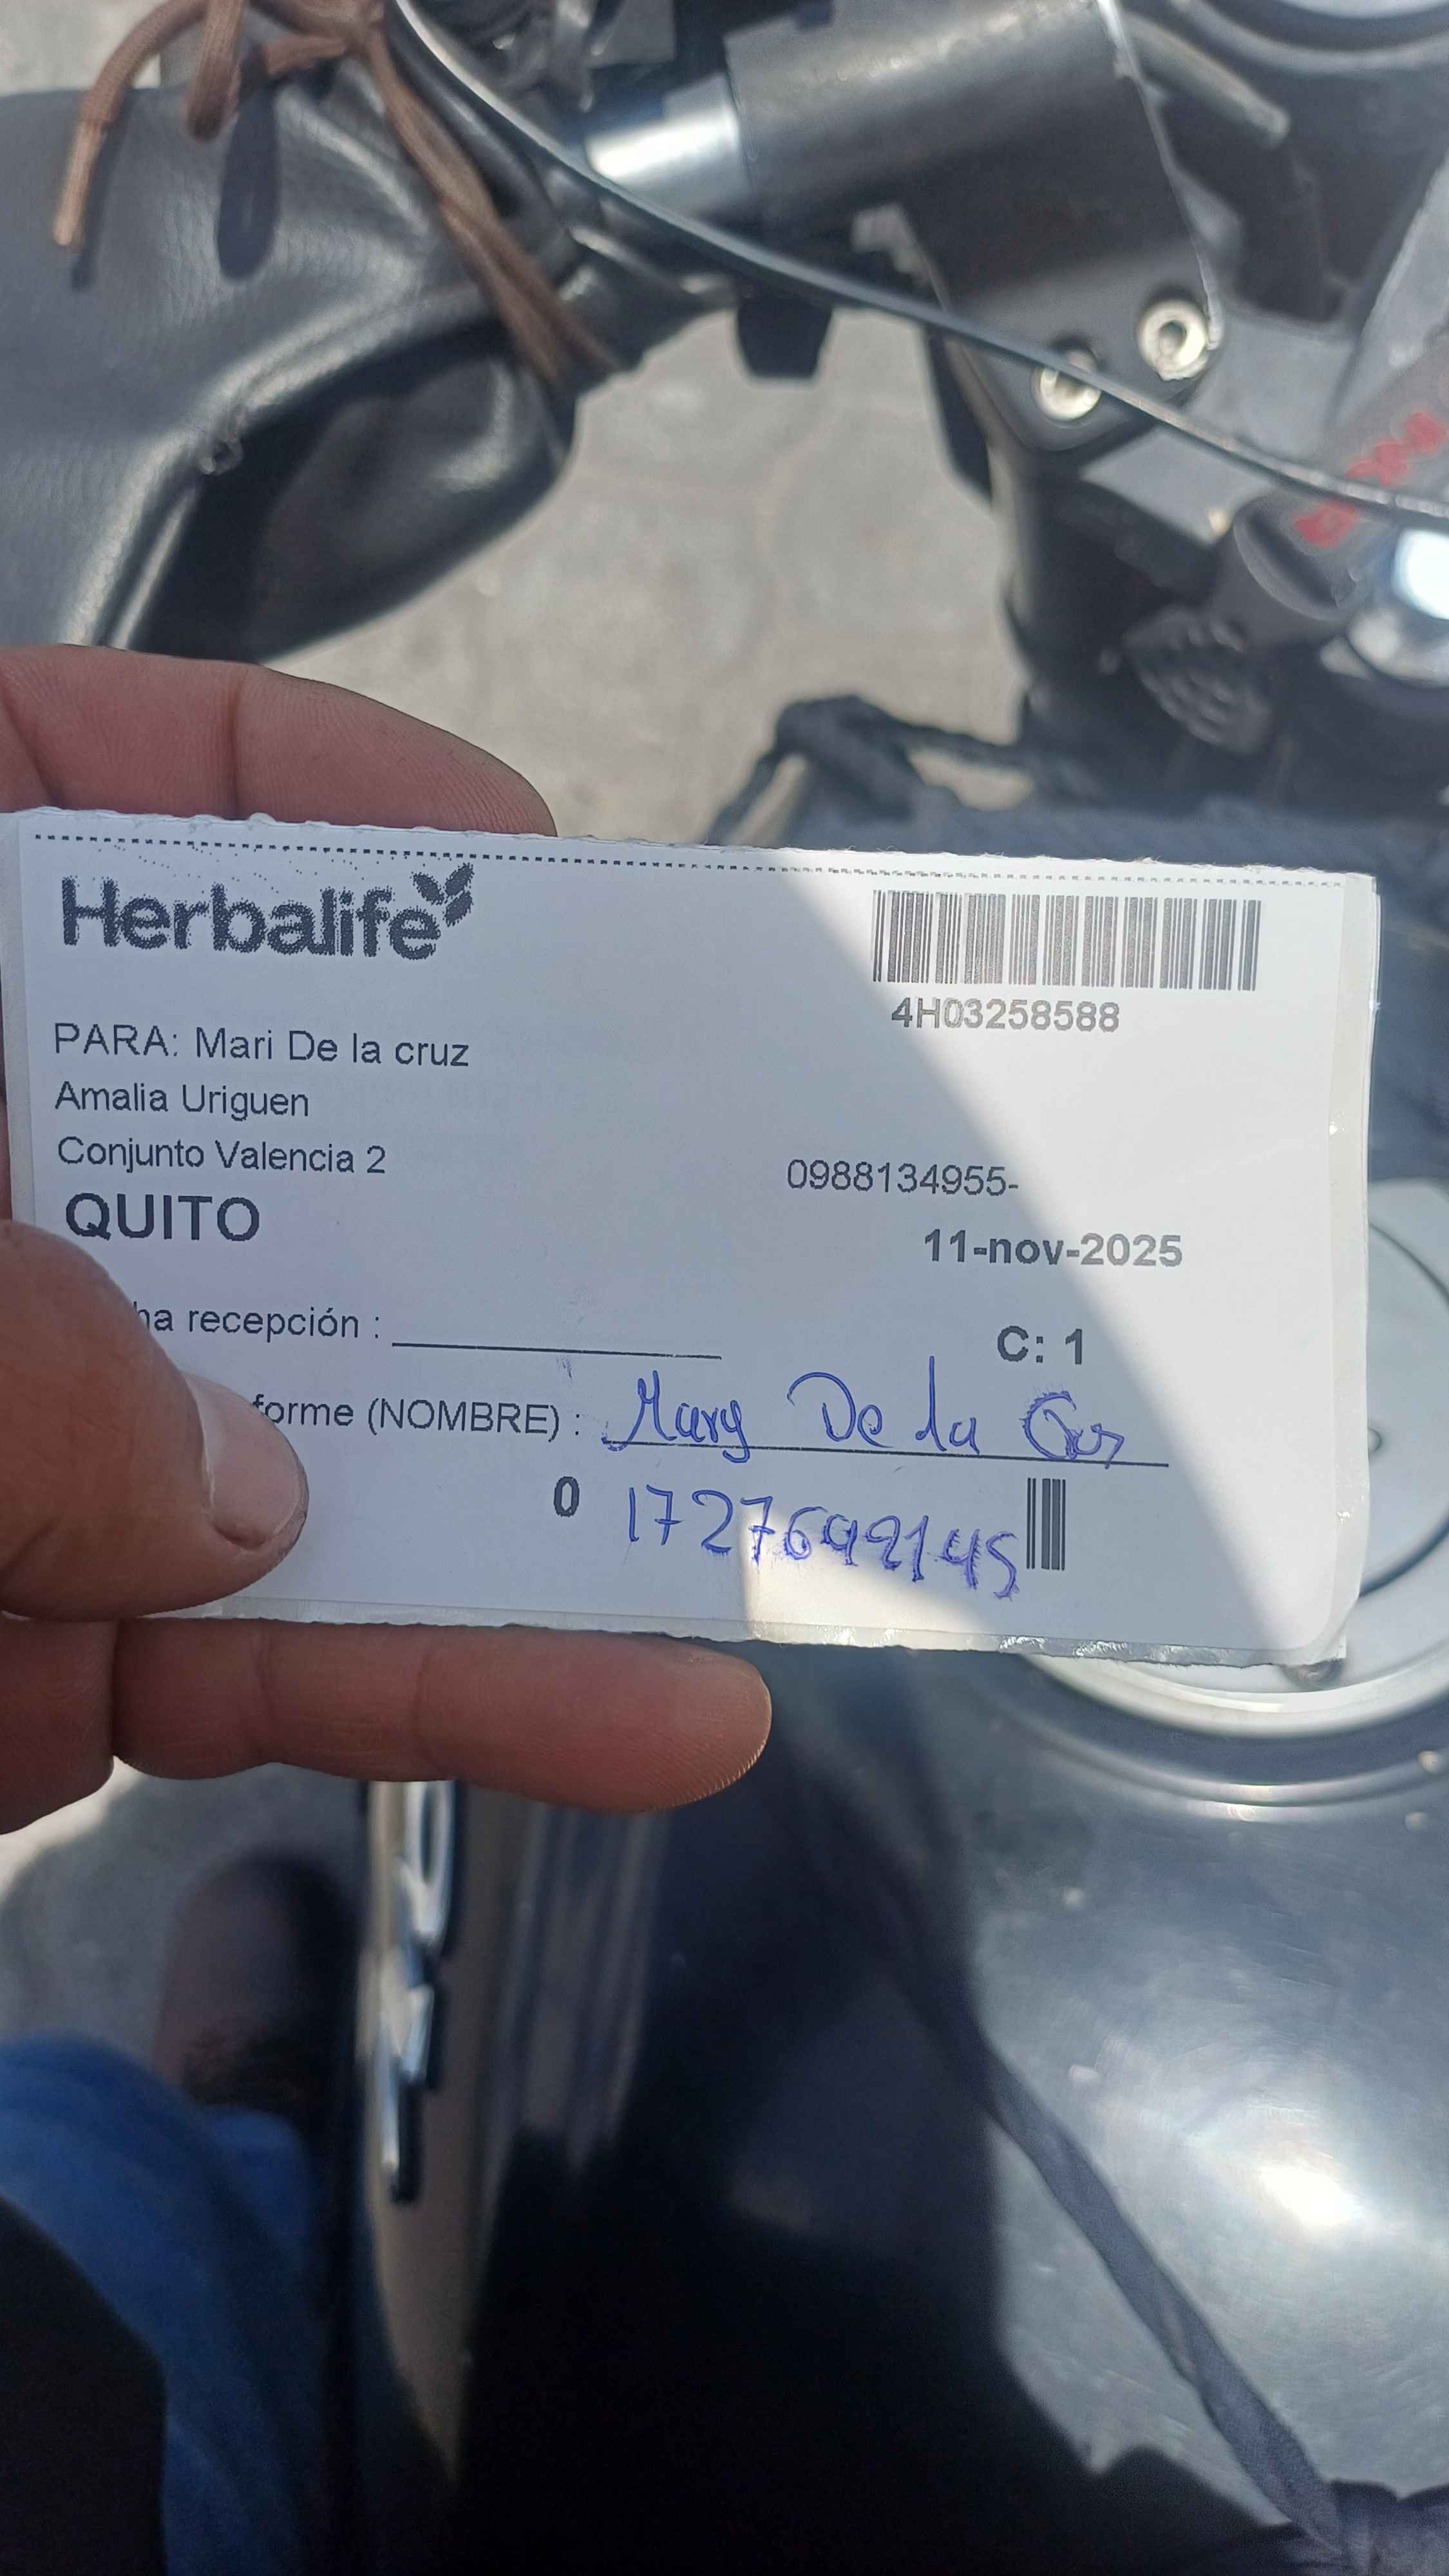 Herbalife
4H03258588
PARA: Mari De la cruz
Amalia Uriguen
Conjunto Valencia 2
0988134955-
QUITO
11-nov-2025
ha recepción :
C: 1
forme (NOMBRE) : Mary De la Cruz
0